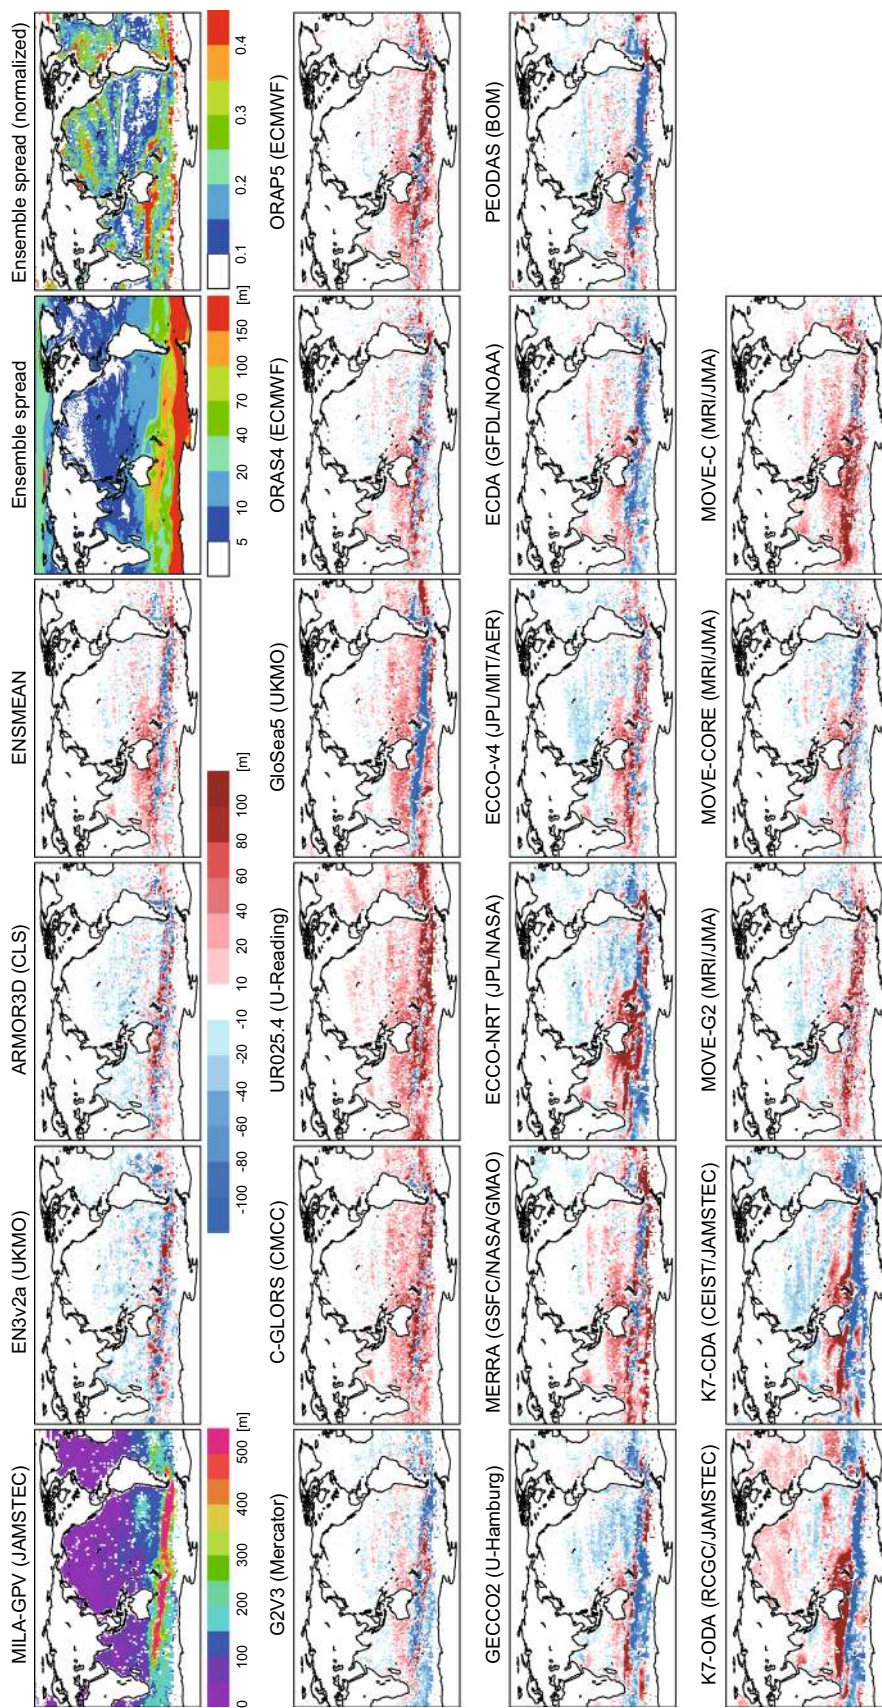 MILA-GPV (JAMSTEC)
EN3v2a (UKMO)
ARMOR3D (CLS)
ENSMEAN
Ensemble spread
Ensemble spread (normalized)
0 100 200 300 400 500 [m]
-100 -80 -60 -40 -20 -10 10 20 40 60 80 100 [m]
5 10 20 40 70 100 150 [m]
0.1 0.2 0.3 0.4
G2V3 (Mercator)
C-GLORS (CMCC)
UR025.4 (U-Reading)
GloSea5 (UKMO)
ORAS4 (ECMWF)
ORAP5 (ECMWF)
GECCO2 (U-Hamburg)
MERRA (GSFC/NASA/GMAO)
ECCO-NRT (JPL/NASA)
ECCO-v4 (JPL/MIT/AER)
ECDA (GFDL/NOAA)
PEODAS (BOM)
K7-ODA (RCGC/JAMSTEC)
K7-CDA (CEIST/JAMSTEC)
MOVE-G2 (MRI/JMA)
MOVE-CORE (MRI/JMA)
MOVE-C (MRI/JMA)